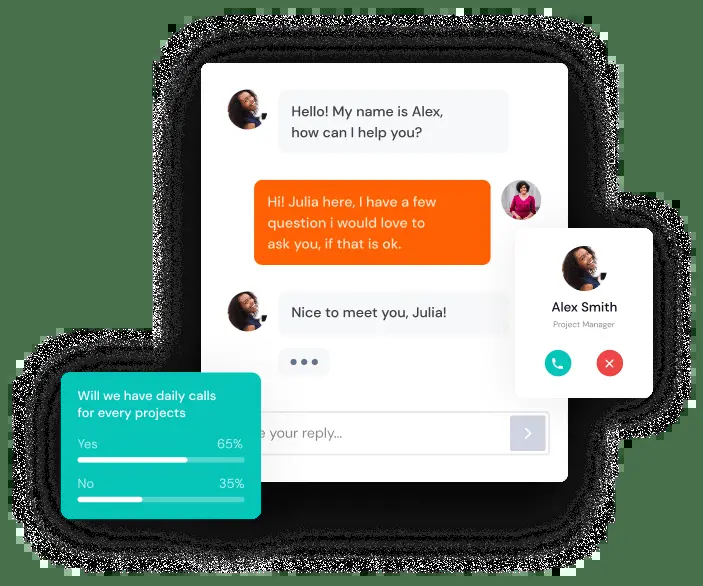 Hello! My name is Alex,
how can I help you?
Hi! Julia here, I have a few
question i would love to
ask you, if that is ok.
Alex Smith
Project Manager
Nice to meet you, Julia!
Will we have daily calls
for every projects
Yes 65%
No 35%
your reply...